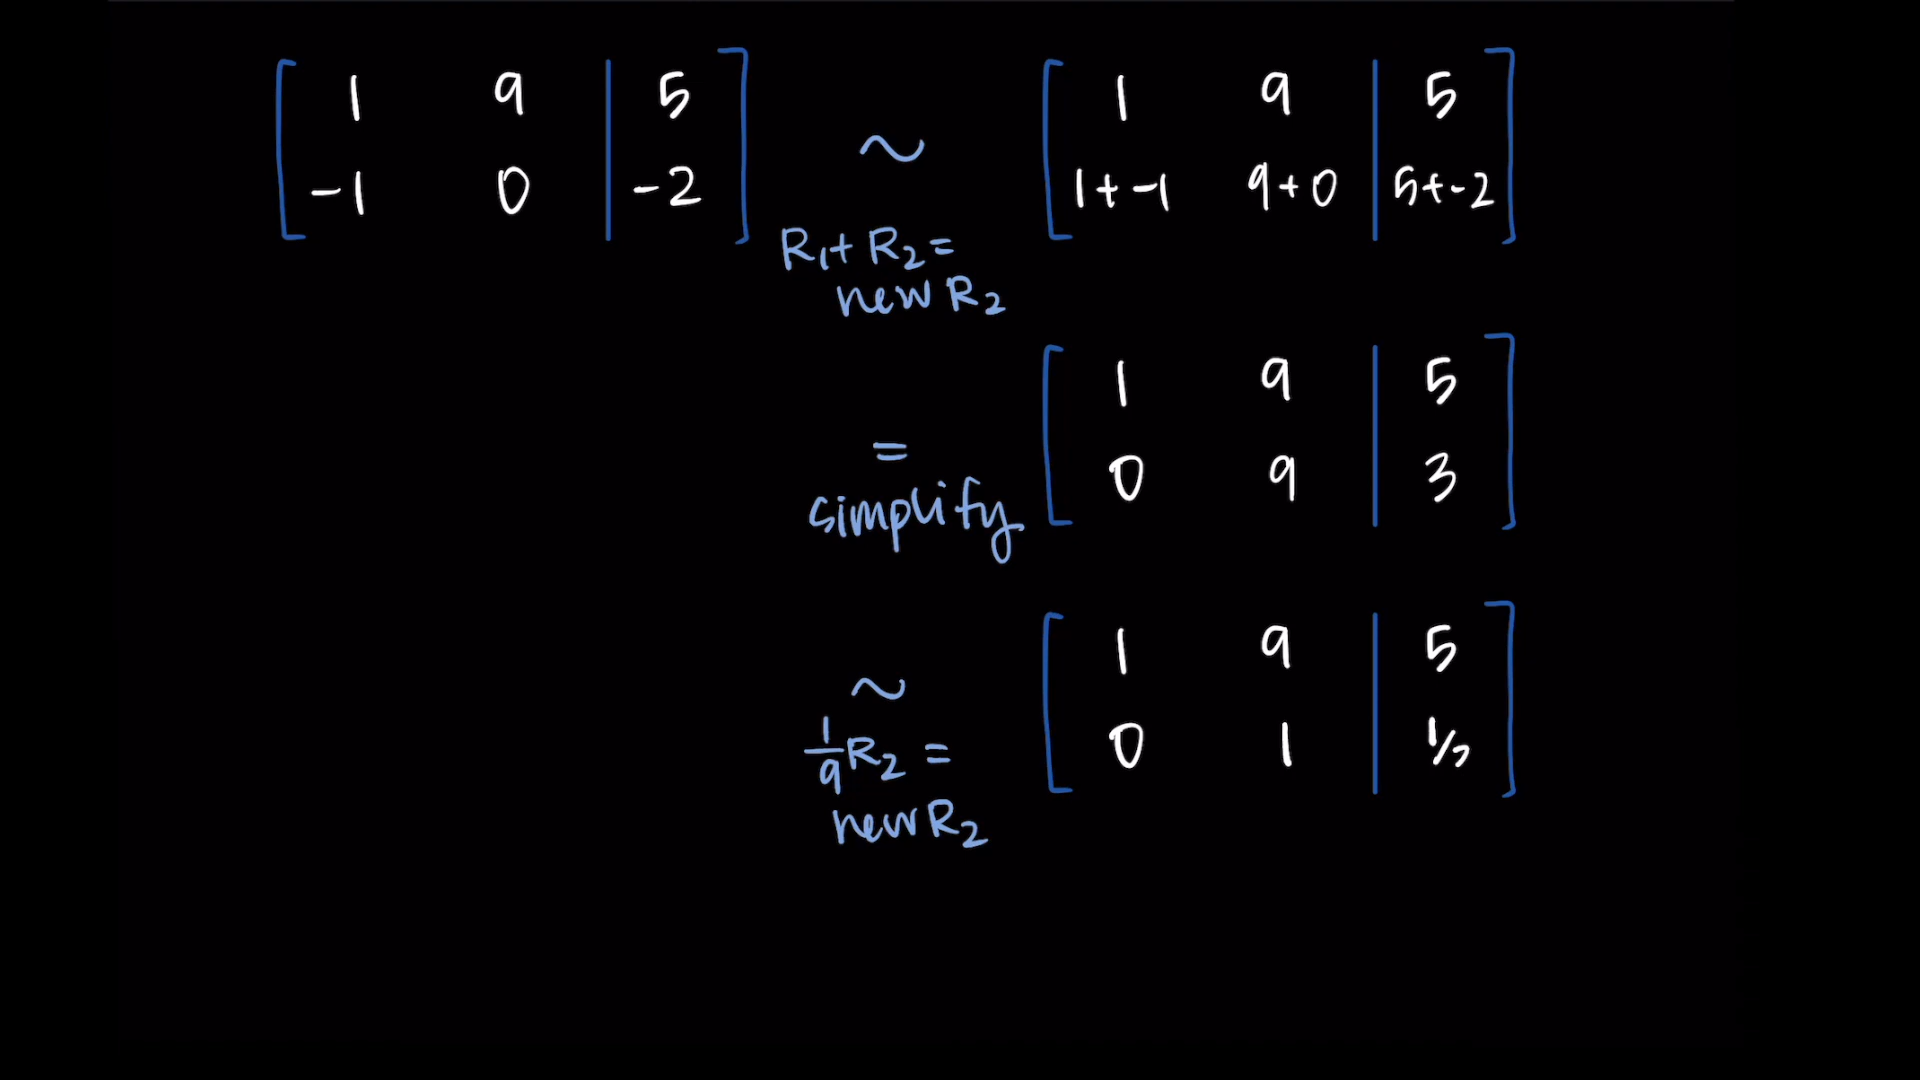 1 9 | 5 ~ 1 9 | 5
-1 0 | -2 1+-1 9+0 | 5+-2
R₁+R₂=
new R₂
1 9 | 5
= 0 9 | 3
simplify
~ 1 9 | 5
1/9 R₂ = 0 1 | 1/3
new R₂